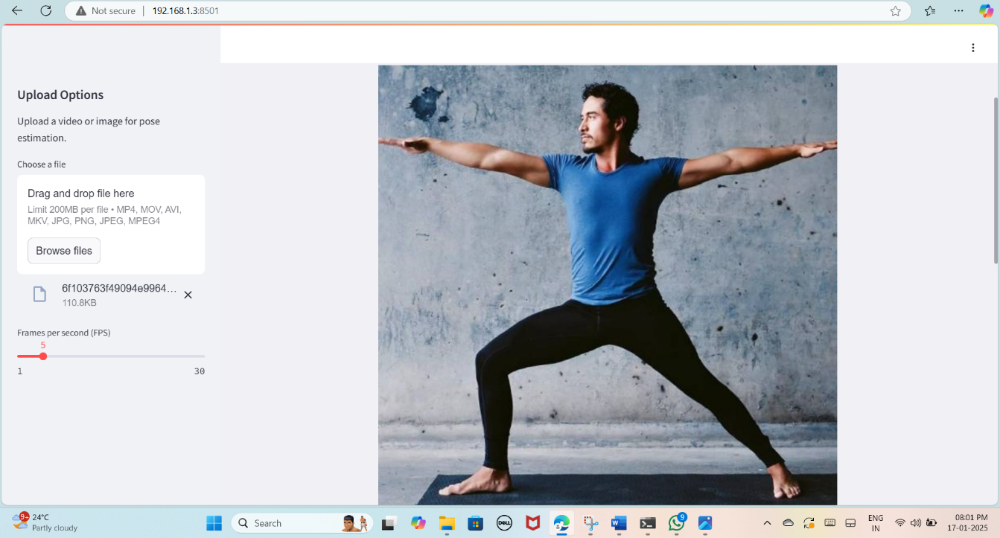 Not secure
192.168.1.3:8501
Upload Options
Upload a video or image for pose
estimation.
Choose a file
Drag and drop file here
Limit 200MB per file • MP4, MOV, AVI,
MKV, JPG, PNG, JPEG, MPEG4
Browse files
6f103763f49094e9964...
110.8KB
Frames per second (FPS)
5
1
30
9+
24°C
Partly cloudy
Search
DELL
W
9
ENG
IN
08:01 PM
17-01-2025